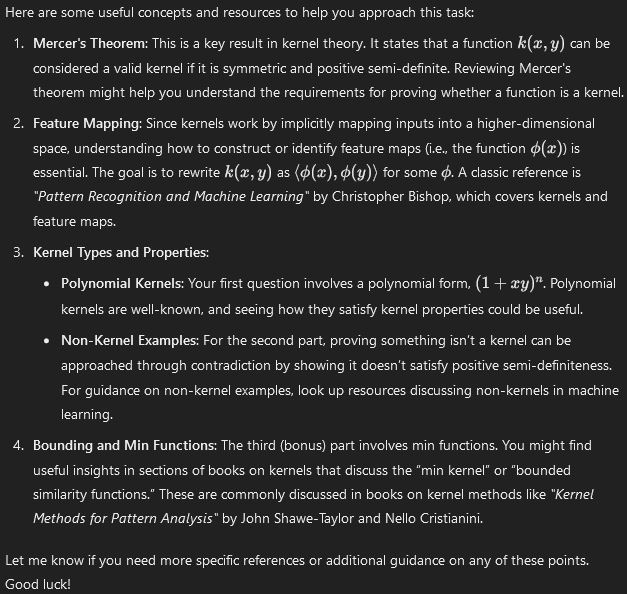 Here are some useful concepts and resources to help you approach this task:
1. Mercer's Theorem: This is a key result in kernel theory. It states that a function k(x, y) can be
considered a valid kernel if it is symmetric and positive semi-definite. Reviewing Mercer's
theorem might help you understand the requirements for proving whether a function is a kernel.
2. Feature Mapping: Since kernels work by implicitly mapping inputs into a higher-dimensional
space, understanding how to construct or identify feature maps (i.e., the function ϕ(x)) is
essential. The goal is to rewrite k(x, y) as ⟨ϕ(x), ϕ(y)⟩ for some ϕ. A classic reference is
"Pattern Recognition and Machine Learning" by Christopher Bishop, which covers kernels and
feature maps.
3. Kernel Types and Properties:
• Polynomial Kernels: Your first question involves a polynomial form, (1 + xy)ⁿ. Polynomial
kernels are well-known, and seeing how they satisfy kernel properties could be useful.
• Non-Kernel Examples: For the second part, proving something isn't a kernel can be
approached through contradiction by showing it doesn't satisfy positive semi-definiteness.
For guidance on non-kernel examples, look up resources discussing non-kernels in machine
learning.
4. Bounding and Min Functions: The third (bonus) part involves min functions. You might find
useful insights in sections of books on kernels that discuss the "min kernel" or "bounded
similarity functions." These are commonly discussed in books on kernel methods like "Kernel
Methods for Pattern Analysis" by John Shawe-Taylor and Nello Cristianini.
Let me know if you need more specific references or additional guidance on any of these points.
Good luck!